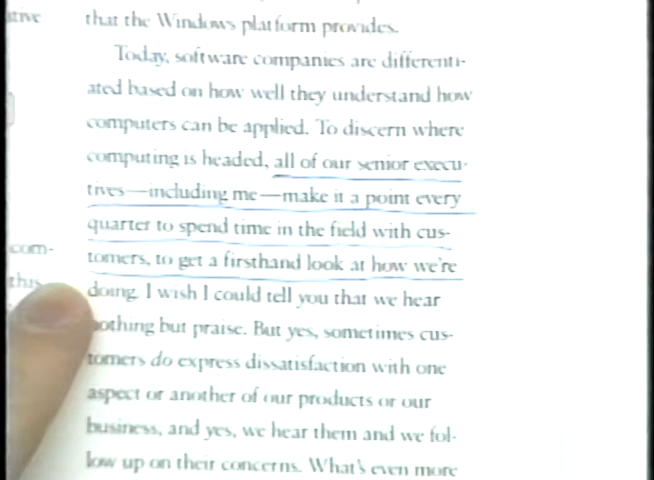 ative
that the Windows platform provides.
Today, software companies are differenti-
ated based on how well they understand how
computers can be applied. To discern where
computing is headed, all of our senior execu-
tives—including me—make it a point every
quarter to spend time in the field with cus-
com-
tomers, to get a firsthand look at how we're
this
doing. I wish I could tell you that we hear
nothing but praise. But yes, sometimes cus-
tomers do express dissatisfaction with one
aspect or another of our products or our
business, and yes, we hear them and we fol-
low up on their concerns. What's even more